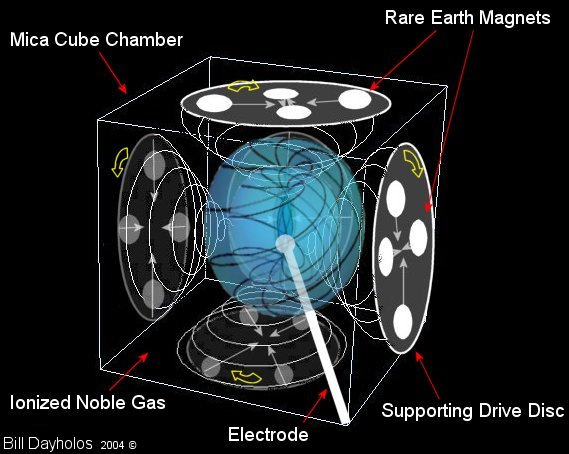 Rare Earth Magnets
Mica Cube Chamber
Ionized Noble Gas
Supporting Drive Disc
Electrode
Bill Dayholos 2004 ©